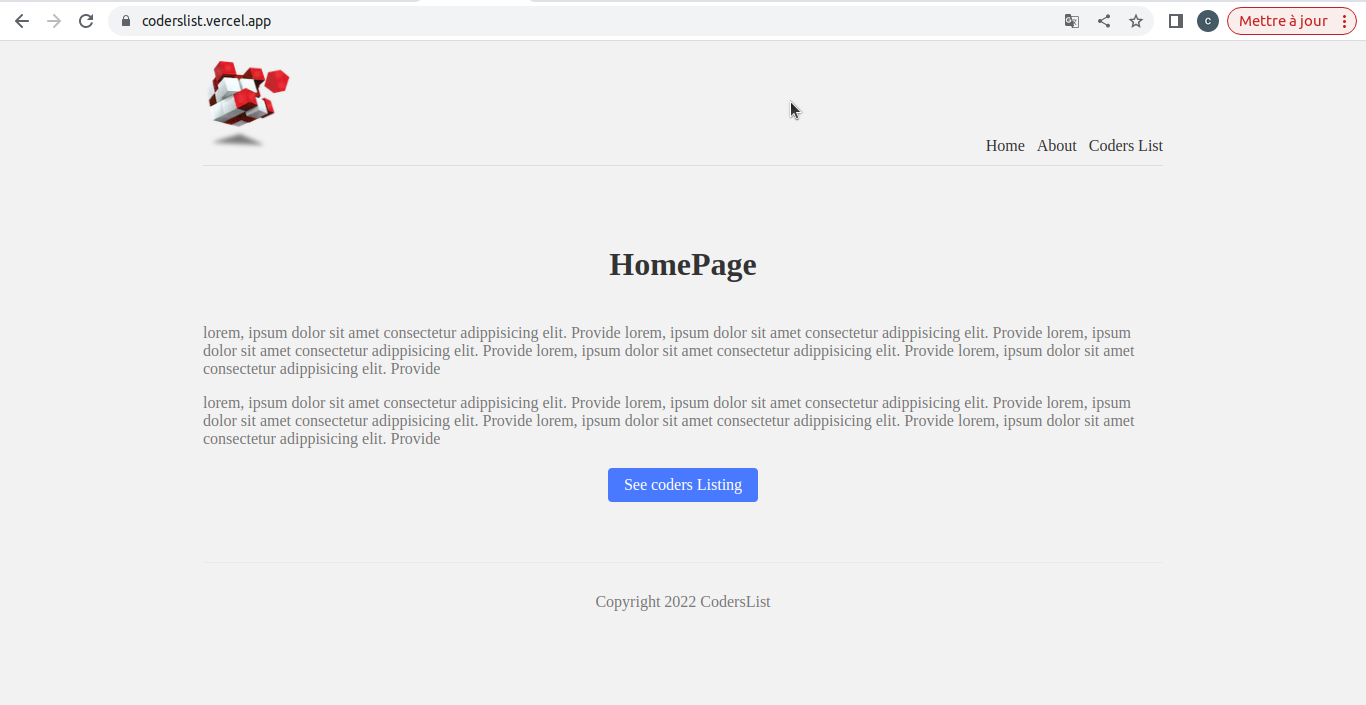 coderslist.vercel.app
C
Mettre à jour
Home About Coders List
HomePage
lorem, ipsum dolor sit amet consectetur adippisicing elit. Provide lorem, ipsum dolor sit amet consectetur adippisicing elit. Provide lorem, ipsum
dolor sit amet consectetur adippisicing elit. Provide lorem, ipsum dolor sit amet consectetur adippisicing elit. Provide lorem, ipsum dolor sit amet
consectetur adippisicing elit. Provide
lorem, ipsum dolor sit amet consectetur adippisicing elit. Provide lorem, ipsum dolor sit amet consectetur adippisicing elit. Provide lorem, ipsum
dolor sit amet consectetur adippisicing elit. Provide lorem, ipsum dolor sit amet consectetur adippisicing elit. Provide lorem, ipsum dolor sit amet
consectetur adippisicing elit. Provide
See coders Listing
Copyright 2022 CodersList